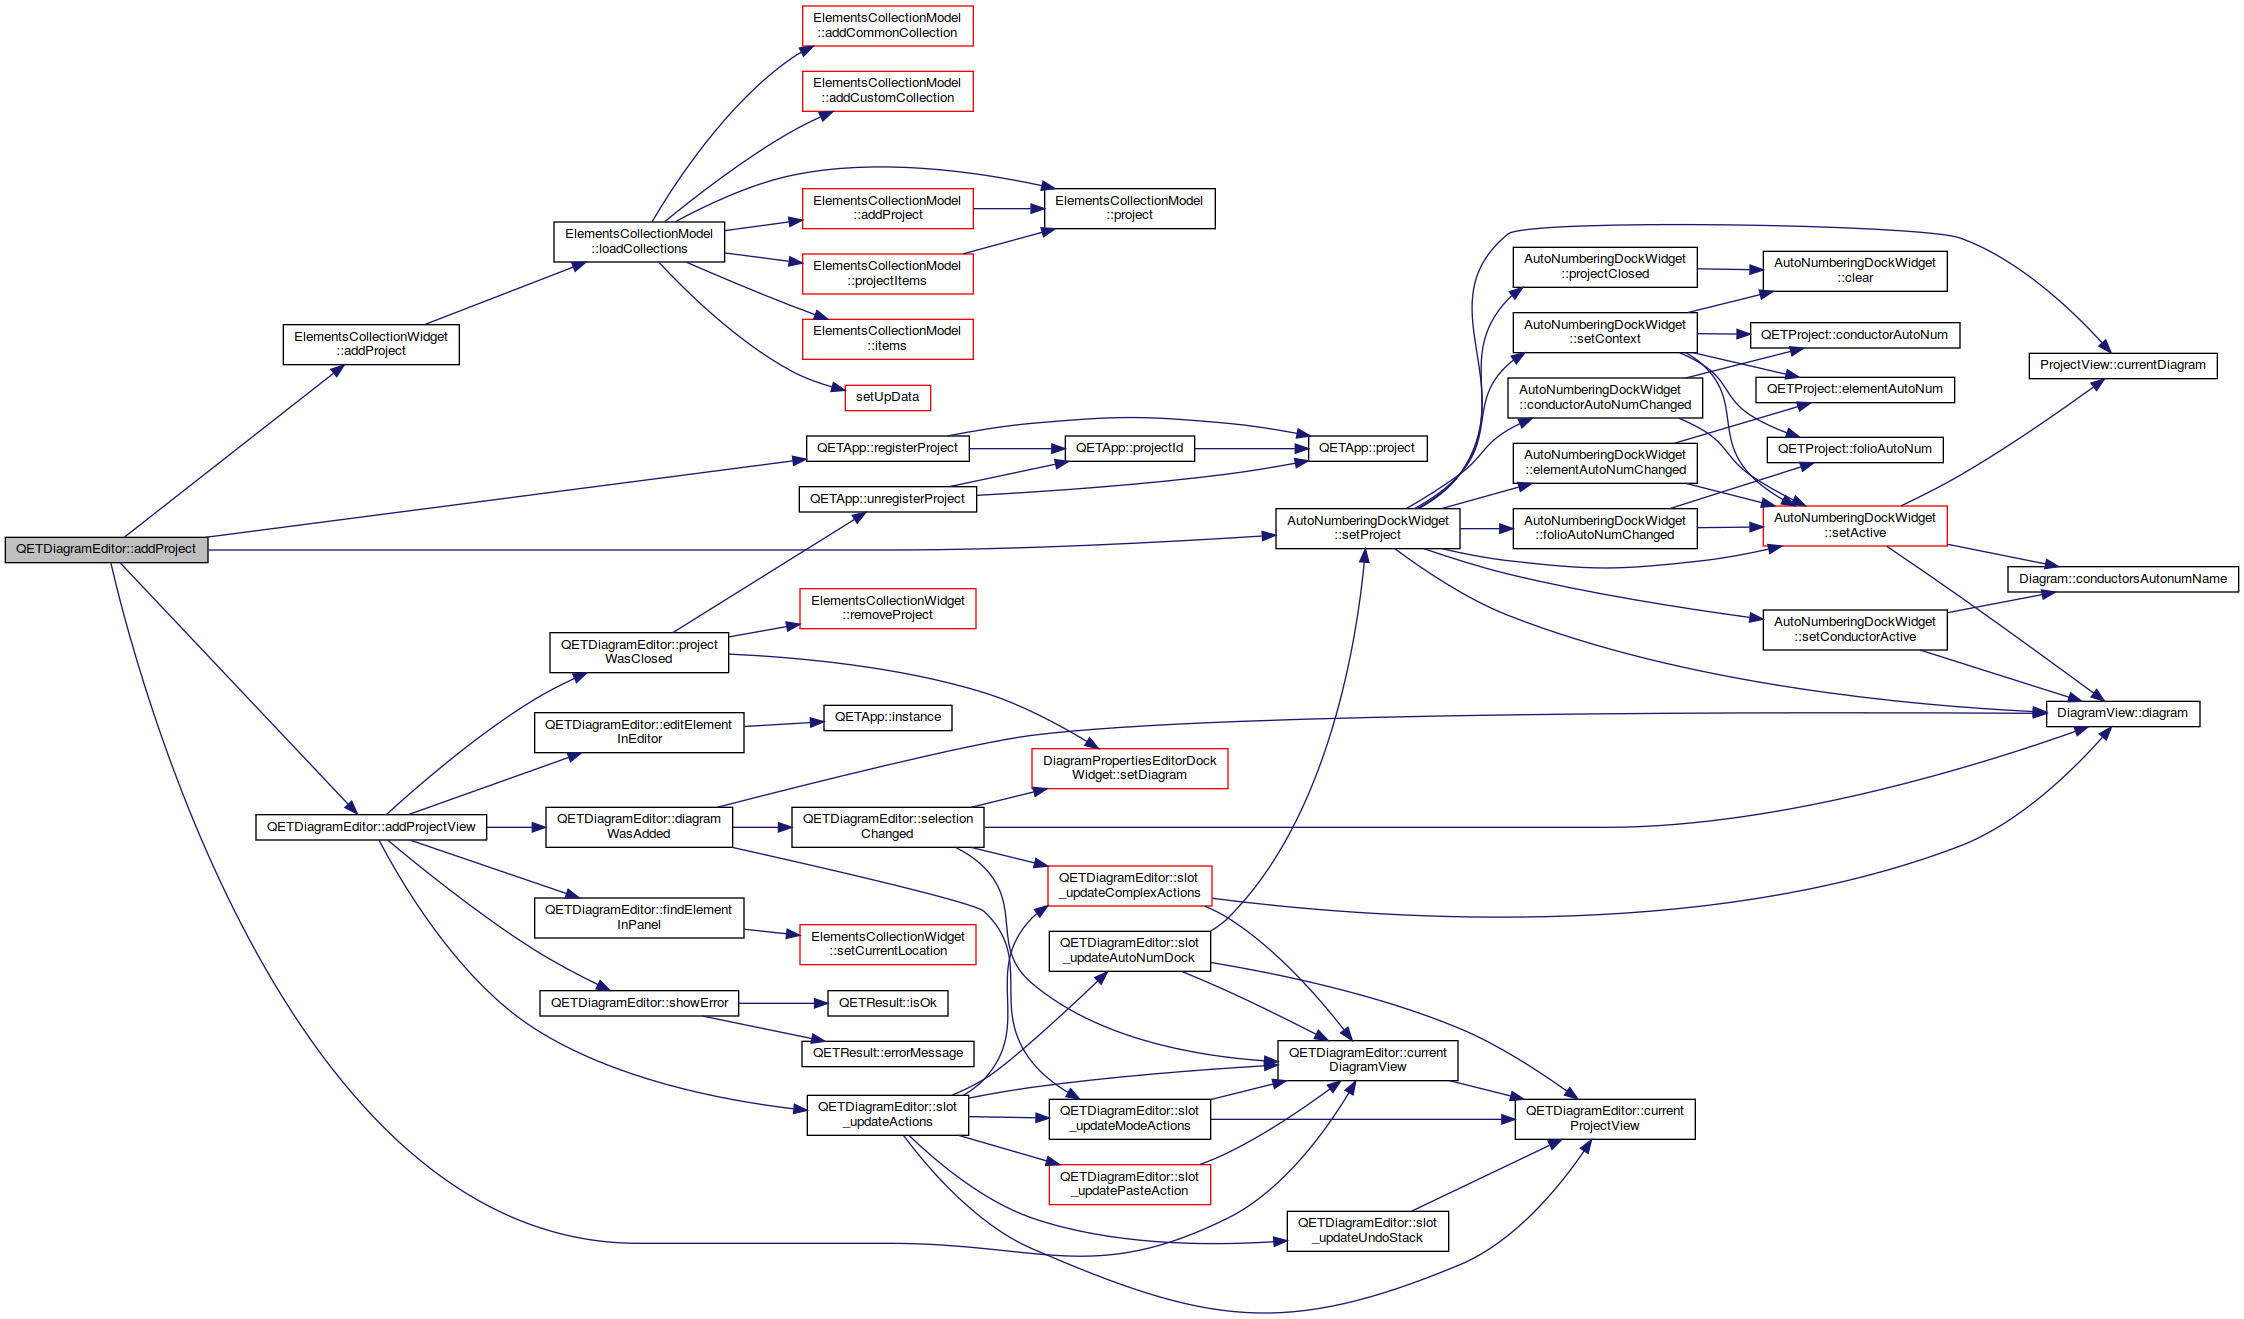 ElementsCollectionModel
::addCommonCollection
ElementsCollectionModel
::addCustomCollection
ElementsCollectionModel
::addProject
ElementsCollectionModel
::project
ElementsCollectionModel
::loadCollections
ElementsCollectionModel
::projectItems
ElementsCollectionModel
::items
ElementsCollectionWidget
::addProject
setUpData
QETApp::registerProject
QETApp::projectId
QETApp::project
QETApp::unregisterProject
QETDiagramEditor::addProject
AutoNumberingDockWidget
::setProject
AutoNumberingDockWidget
::projectClosed
AutoNumberingDockWidget
::clear
AutoNumberingDockWidget
::setContext
QETProject::conductorAutoNum
AutoNumberingDockWidget
::conductorAutoNumChanged
QETProject::elementAutoNum
ProjectView::currentDiagram
AutoNumberingDockWidget
::elementAutoNumChanged
QETProject::folioAutoNum
AutoNumberingDockWidget
::folioAutoNumChanged
AutoNumberingDockWidget
::setActive
Diagram::conductorsAutonumName
AutoNumberingDockWidget
::setConductorActive
DiagramView::diagram
ElementsCollectionWidget
::removeProject
QETDiagramEditor::project
WasClosed
QETDiagramEditor::editElement
InEditor
QETApp::instance
DiagramPropertiesEditorDock
Widget::setDiagram
QETDiagramEditor::addProjectView
QETDiagramEditor::diagram
WasAdded
QETDiagramEditor::selection
Changed
QETDiagramEditor::slot
_updateComplexActions
QETDiagramEditor::findElement
InPanel
ElementsCollectionWidget
::setCurrentLocation
QETDiagramEditor::slot
_updateAutoNumDock
QETDiagramEditor::showError
QETResult::isOk
QETResult::errorMessage
QETDiagramEditor::current
DiagramView
QETDiagramEditor::slot
_updateActions
QETDiagramEditor::slot
_updateModeActions
QETDiagramEditor::current
ProjectView
QETDiagramEditor::slot
_updatePasteAction
QETDiagramEditor::slot
_updateUndoStack